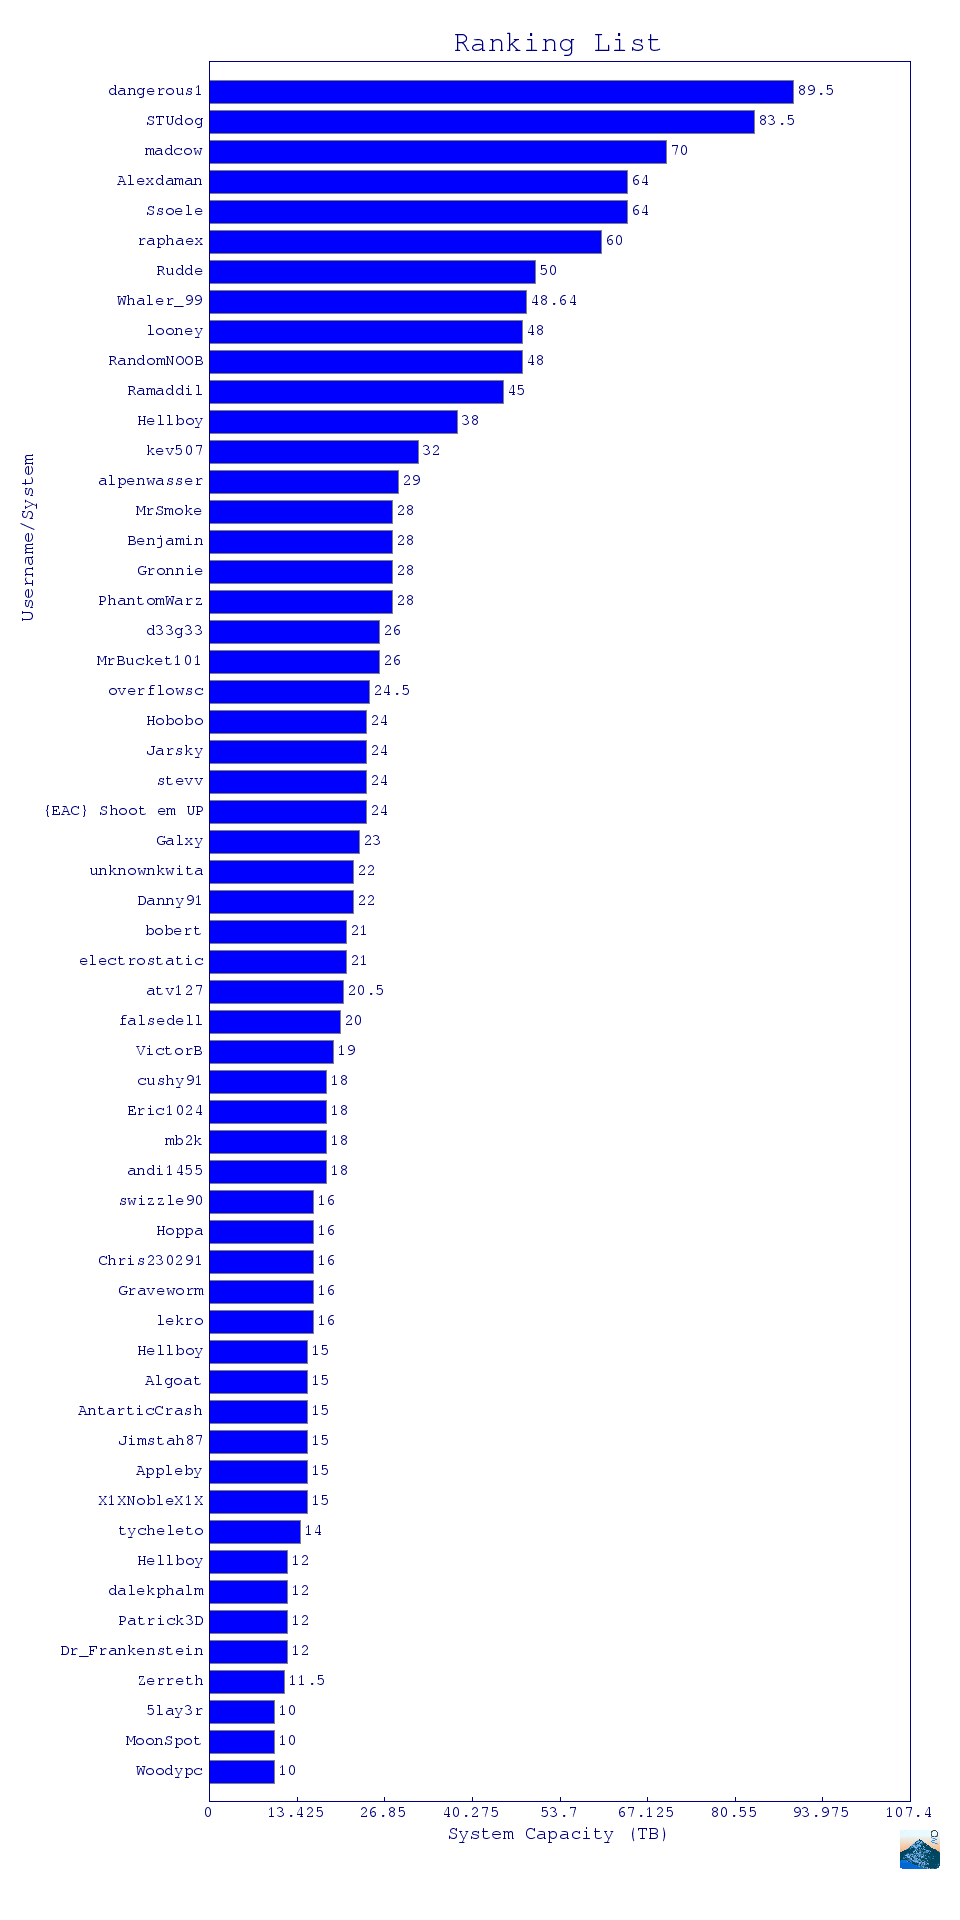 Ranking List
dangerous1 89.5
STUdog 83.5
madcow 70
Alexdaman 64
Ssoele 64
raphaex 60
Rudde 50
Whaler_99 48.64
looney 48
RandomNOOB 48
Ramaddil 45
Hellboy 38
kev507 32
alpenwasser 29
MrSmoke 28
Benjamin 28
Gronnie 28
PhantomWarz 28
d33g33 26
MrBucket101 26
overflowsc 24.5
Hobobo 24
Jarsky 24
stevv 24
{EAC} Shoot em UP 24
Galxy 23
unknownkwita 22
Danny91 22
bobert 21
electrostatic 21
atv127 20.5
falsedell 20
VictorB 19
cushy91 18
Eric1024 18
mb2k 18
andi1455 18
swizzle90 16
Hoppa 16
Chris230291 16
Graveworm 16
lekro 16
Hellboy 15
Algoat 15
AntarticCrash 15
Jimstah87 15
Appleby 15
X1XNobleX1X 15
tycheleto 14
Hellboy 12
dalekphalm 12
Patrick3D 12
Dr_Frankenstein 12
Zerreth 11.5
5lay3r 10
MoonSpot 10
Woodypc 10
Username/System
0 13.425 26.85 40.275 53.7 67.125 80.55 93.975 107.4
System Capacity (TB)